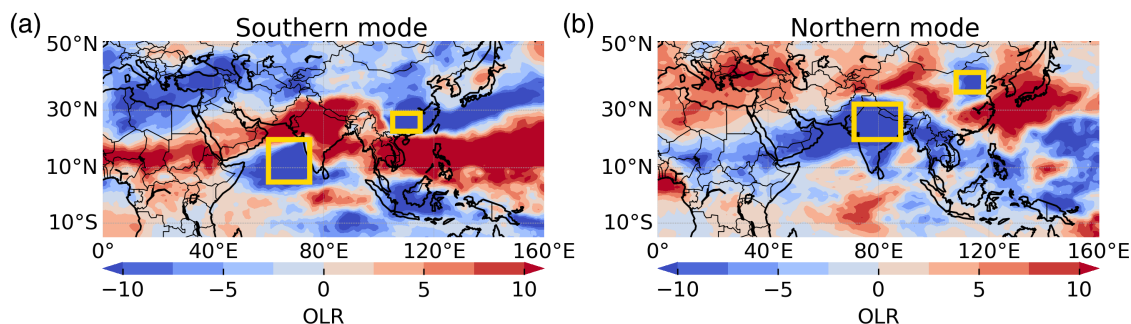 (a) Southern mode
50°N
30°N
10°N
10°S
0 40°E 80°E 120°E 160°E
−10 −5 0 5 10
OLR
(b) Northern mode
50°N
30°N
10°N
10°S
0° 40°E 80°E 120°E 160°E
−10 −5 0 5 10
OLR